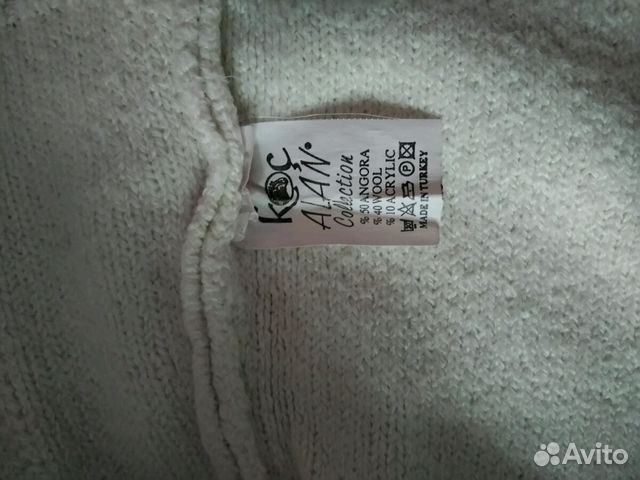 KOÇ
ALAN.
Collection
% 50 ANGORA
% 40 WOOL
% 10 ACRYLIC
MADE IN TURKEY
Avito